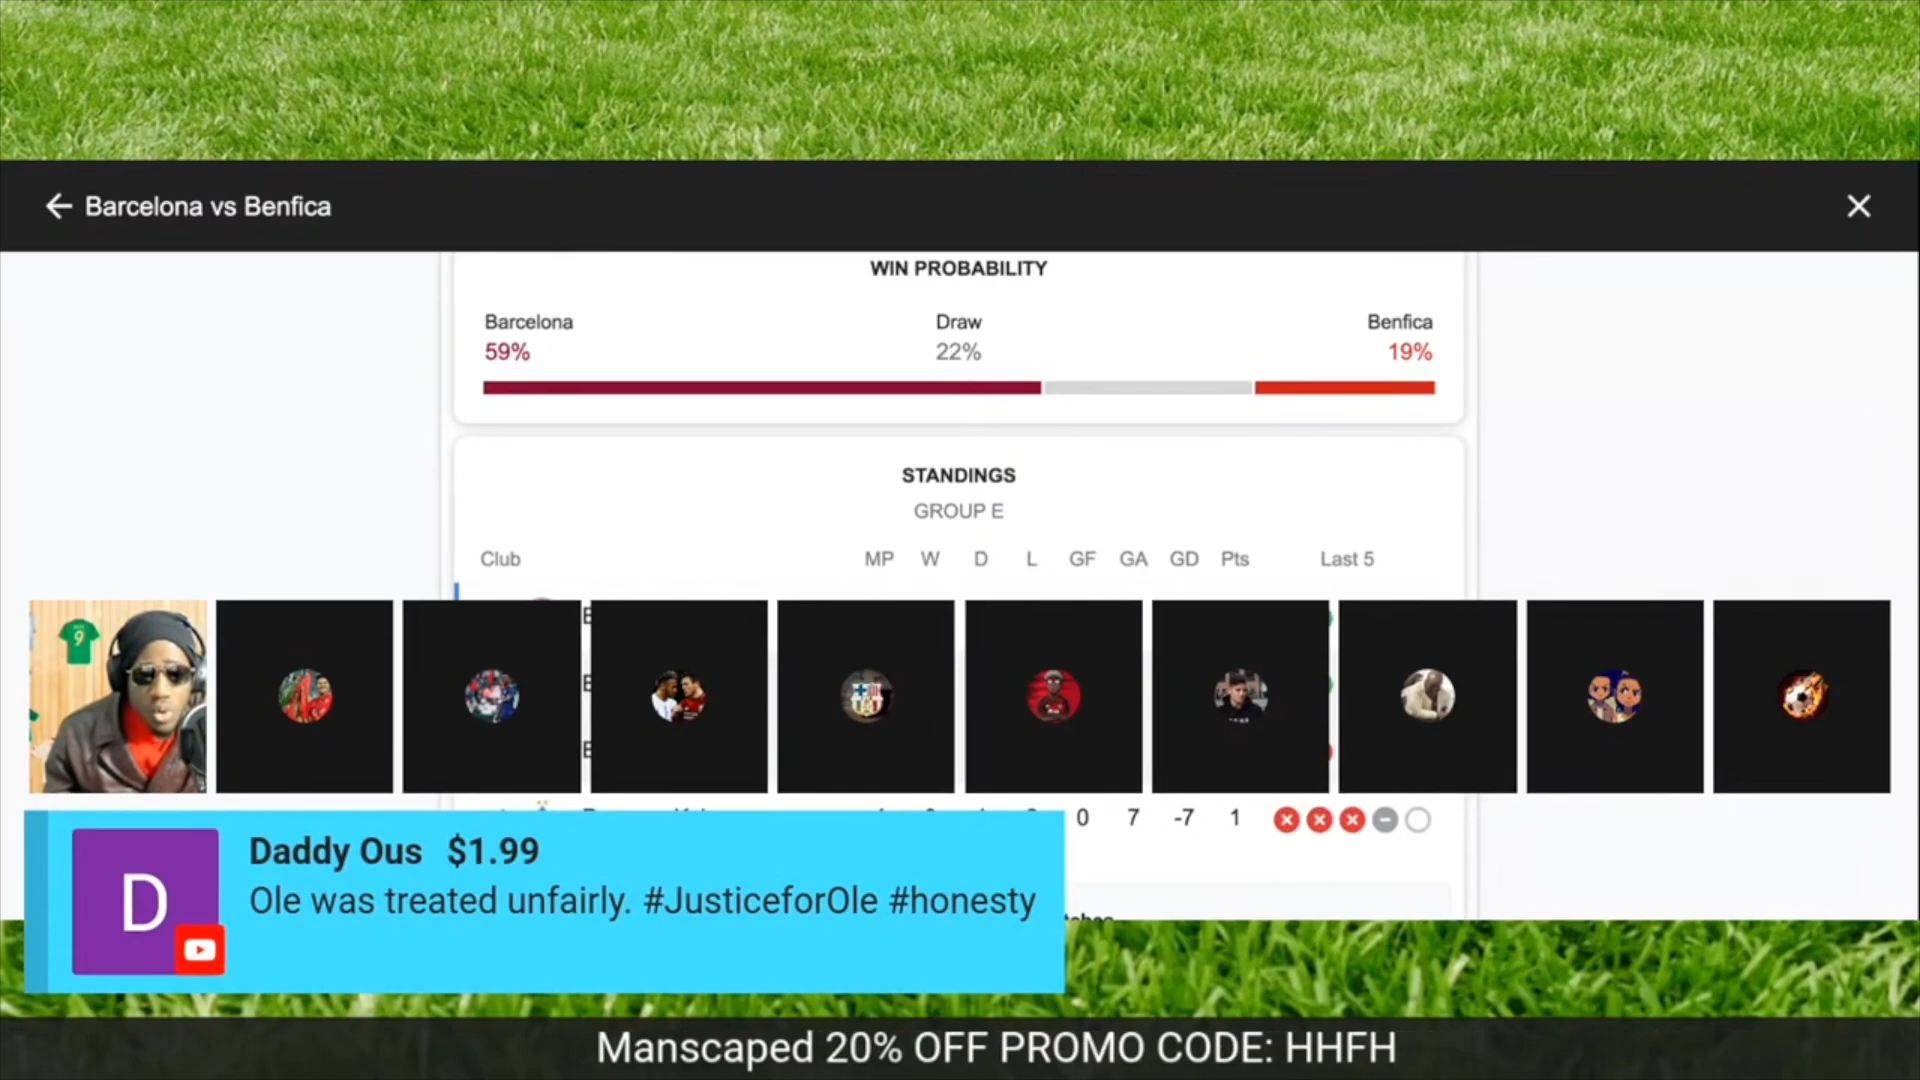 Barcelona vs Benfica
WIN PROBABILITY
Barcelona Draw Benfica
59% 22% 19%
STANDINGS
GROUP E
Club MP W D L GF GA GD Pts Last 5
9
0 7 -7 1
D
Daddy Ous $1.99
Ole was treated unfairly. #JusticeforOle #honesty
Manscaped 20% OFF PROMO CODE: HHFH